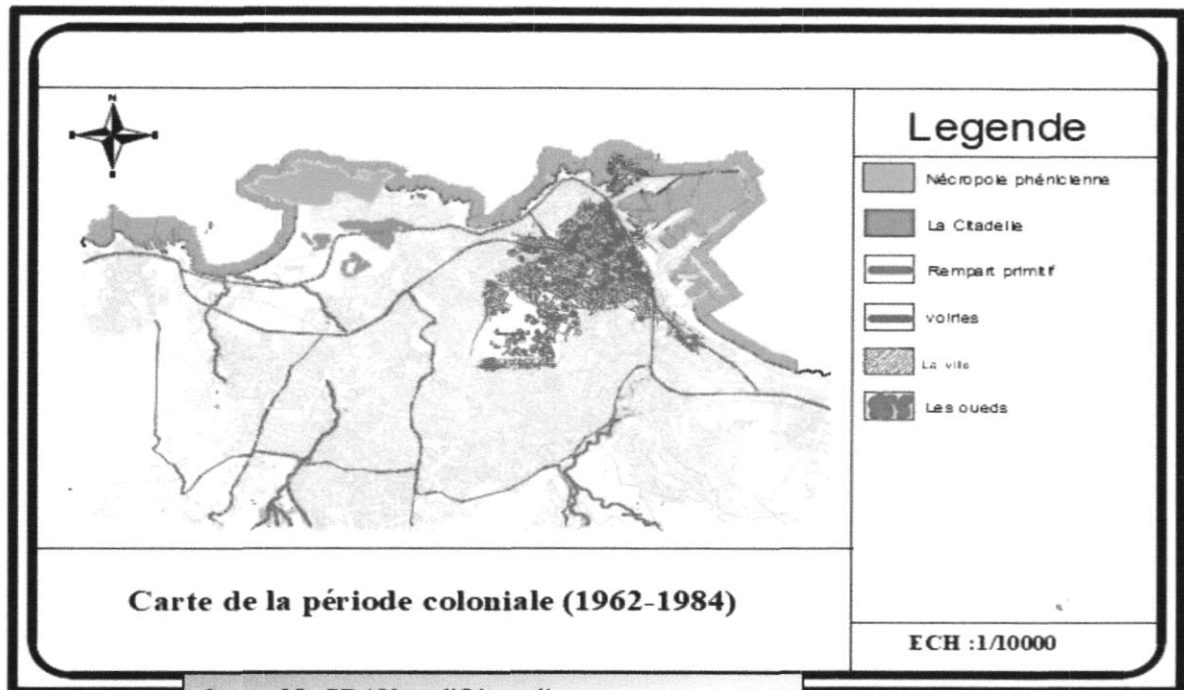 N
Legende
Nécropole phénicienne
La Citadelle
Rempart primitif
voiries
La ville
Les oueds
Carte de la période coloniale (1962-1984)
ECH :1/10000